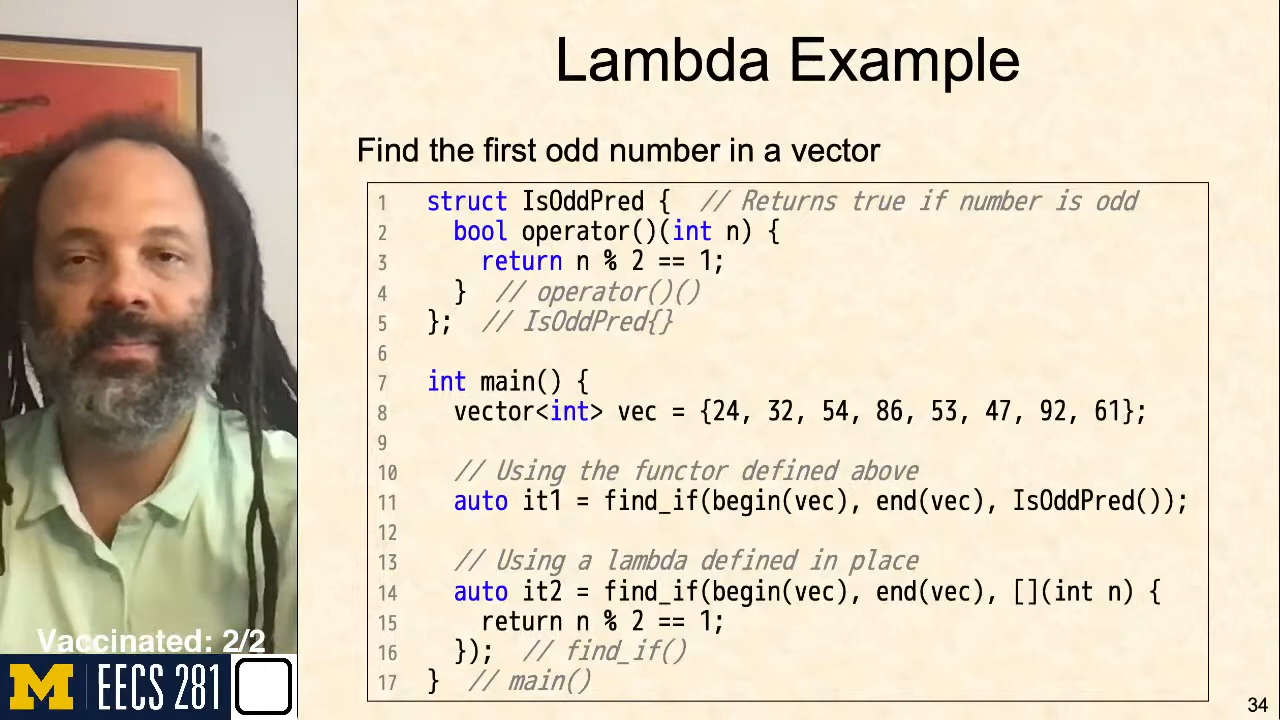 Lambda Example
Find the first odd number in a vector
1 struct IsOddPred { // Returns true if number is odd
2 bool operator()(int n) {
3 return n % 2 == 1;
4 } // operator()()
5 }; // IsOddPred{}
6
7 int main() {
8 vector<int> vec = {24, 32, 54, 86, 53, 47, 92, 61};
9
10 // Using the functor defined above
11 auto it1 = find_if(begin(vec), end(vec), IsOddPred());
12
13 // Using a lambda defined in place
14 auto it2 = find_if(begin(vec), end(vec), [](int n) {
15 return n % 2 == 1;
16 }); // find_if()
17 } // main()
Vaccinated: 2/2
M EECS 281
34